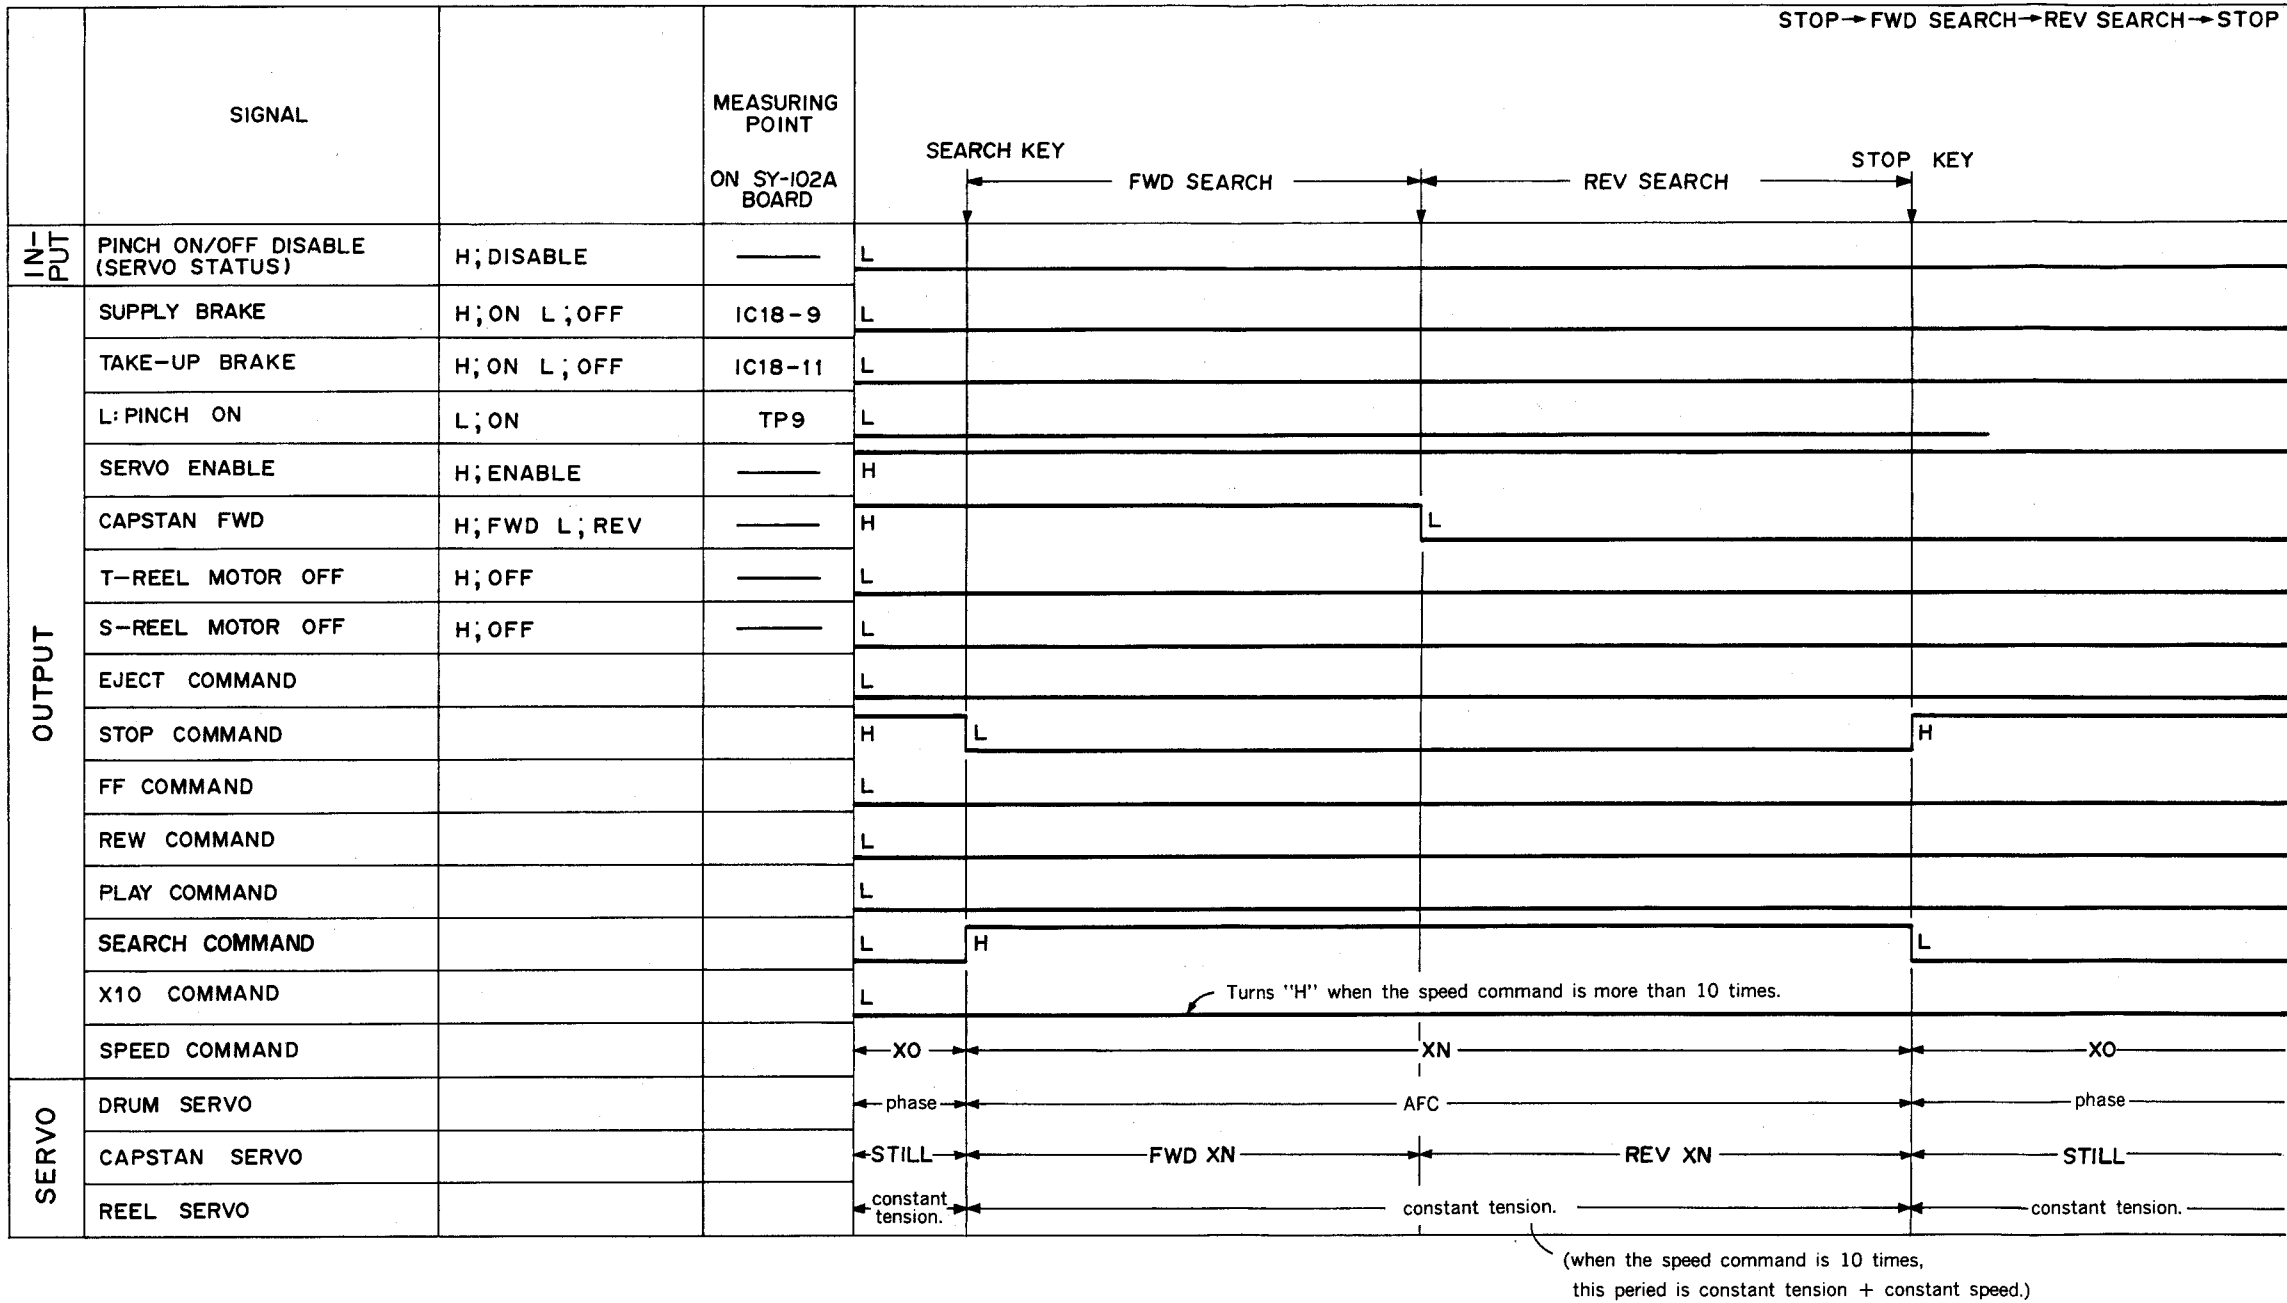 STOP→FWD SEARCH→REV SEARCH→STOP
SIGNAL
MEASURING
POINT
ON SY-102A
BOARD
SEARCH KEY
FWD SEARCH
REV SEARCH
STOP KEY
IN-
PUT
PINCH ON/OFF DISABLE
(SERVO STATUS)
H;DISABLE
L
OUTPUT
SUPPLY BRAKE H;ON L;OFF IC18-9 L
TAKE-UP BRAKE H;ON L;OFF IC18-11 L
L:PINCH ON L;ON TP9 L
SERVO ENABLE H;ENABLE H
CAPSTAN FWD H;FWD L;REV H L
T-REEL MOTOR OFF H;OFF L
S-REEL MOTOR OFF H;OFF L
EJECT COMMAND L
STOP COMMAND H L H
FF COMMAND L
REW COMMAND L
PLAY COMMAND L
SEARCH COMMAND L H L
X10 COMMAND L Turns "H" when the speed command is more than 10 times.
SPEED COMMAND X0 XN X0
SERVO
DRUM SERVO phase AFC phase
CAPSTAN SERVO STILL FWD XN REV XN STILL
REEL SERVO
constant
tension.
constant tension.
constant tension.
(when the speed command is 10 times,
this peried is constant tension + constant speed.)